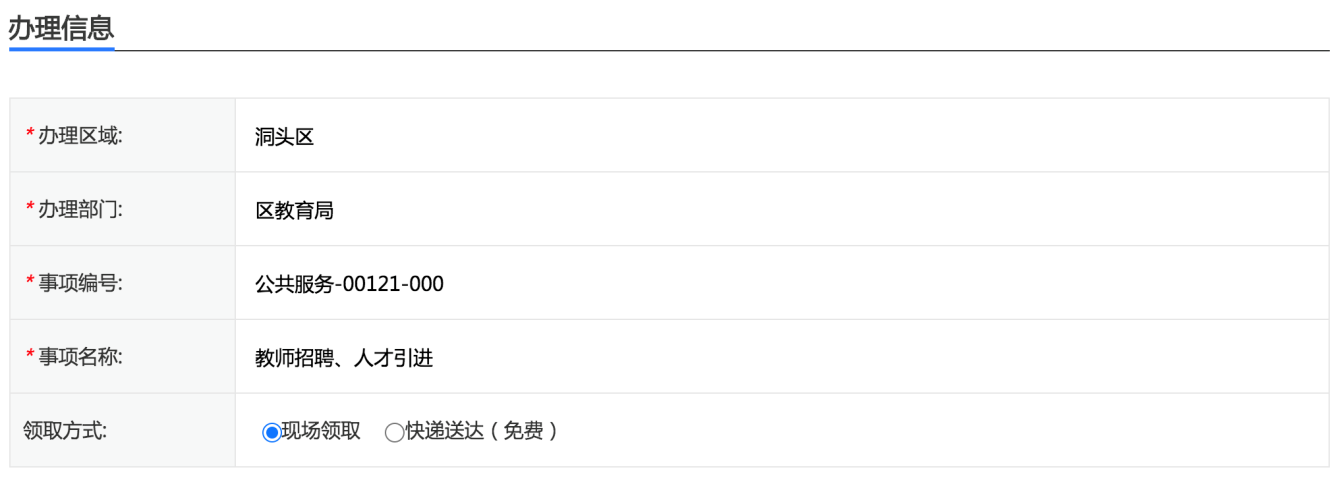 办理信息
*办理区域: 洞头区
*办理部门: 区教育局
*事项编号: 公共服务-00121-000
*事项名称: 教师招聘、人才引进
领取方式: 现场领取 快递送达（免费）